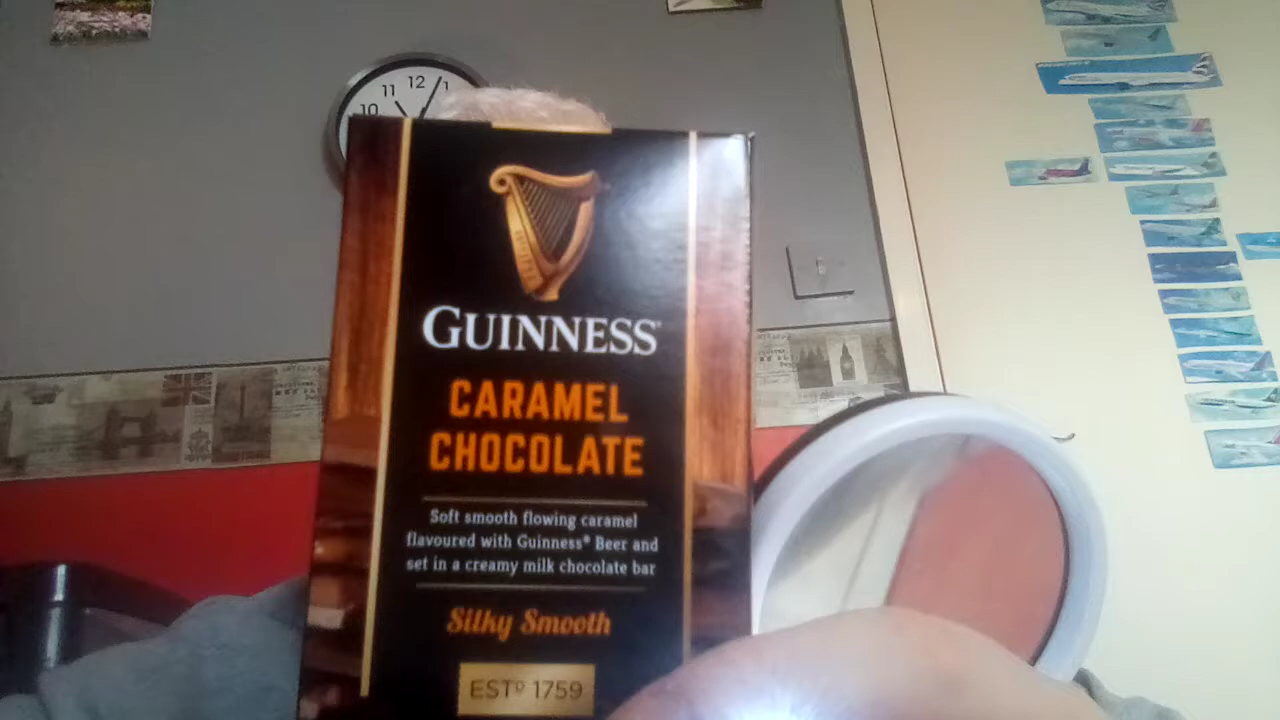 12
11
1
10
GUINNESS®
CARAMEL
CHOCOLATE
Soft smooth flowing caramel
flavoured with Guinness® Beer and
set in a creamy milk chocolate bar
Silky Smooth
ESTD 1759